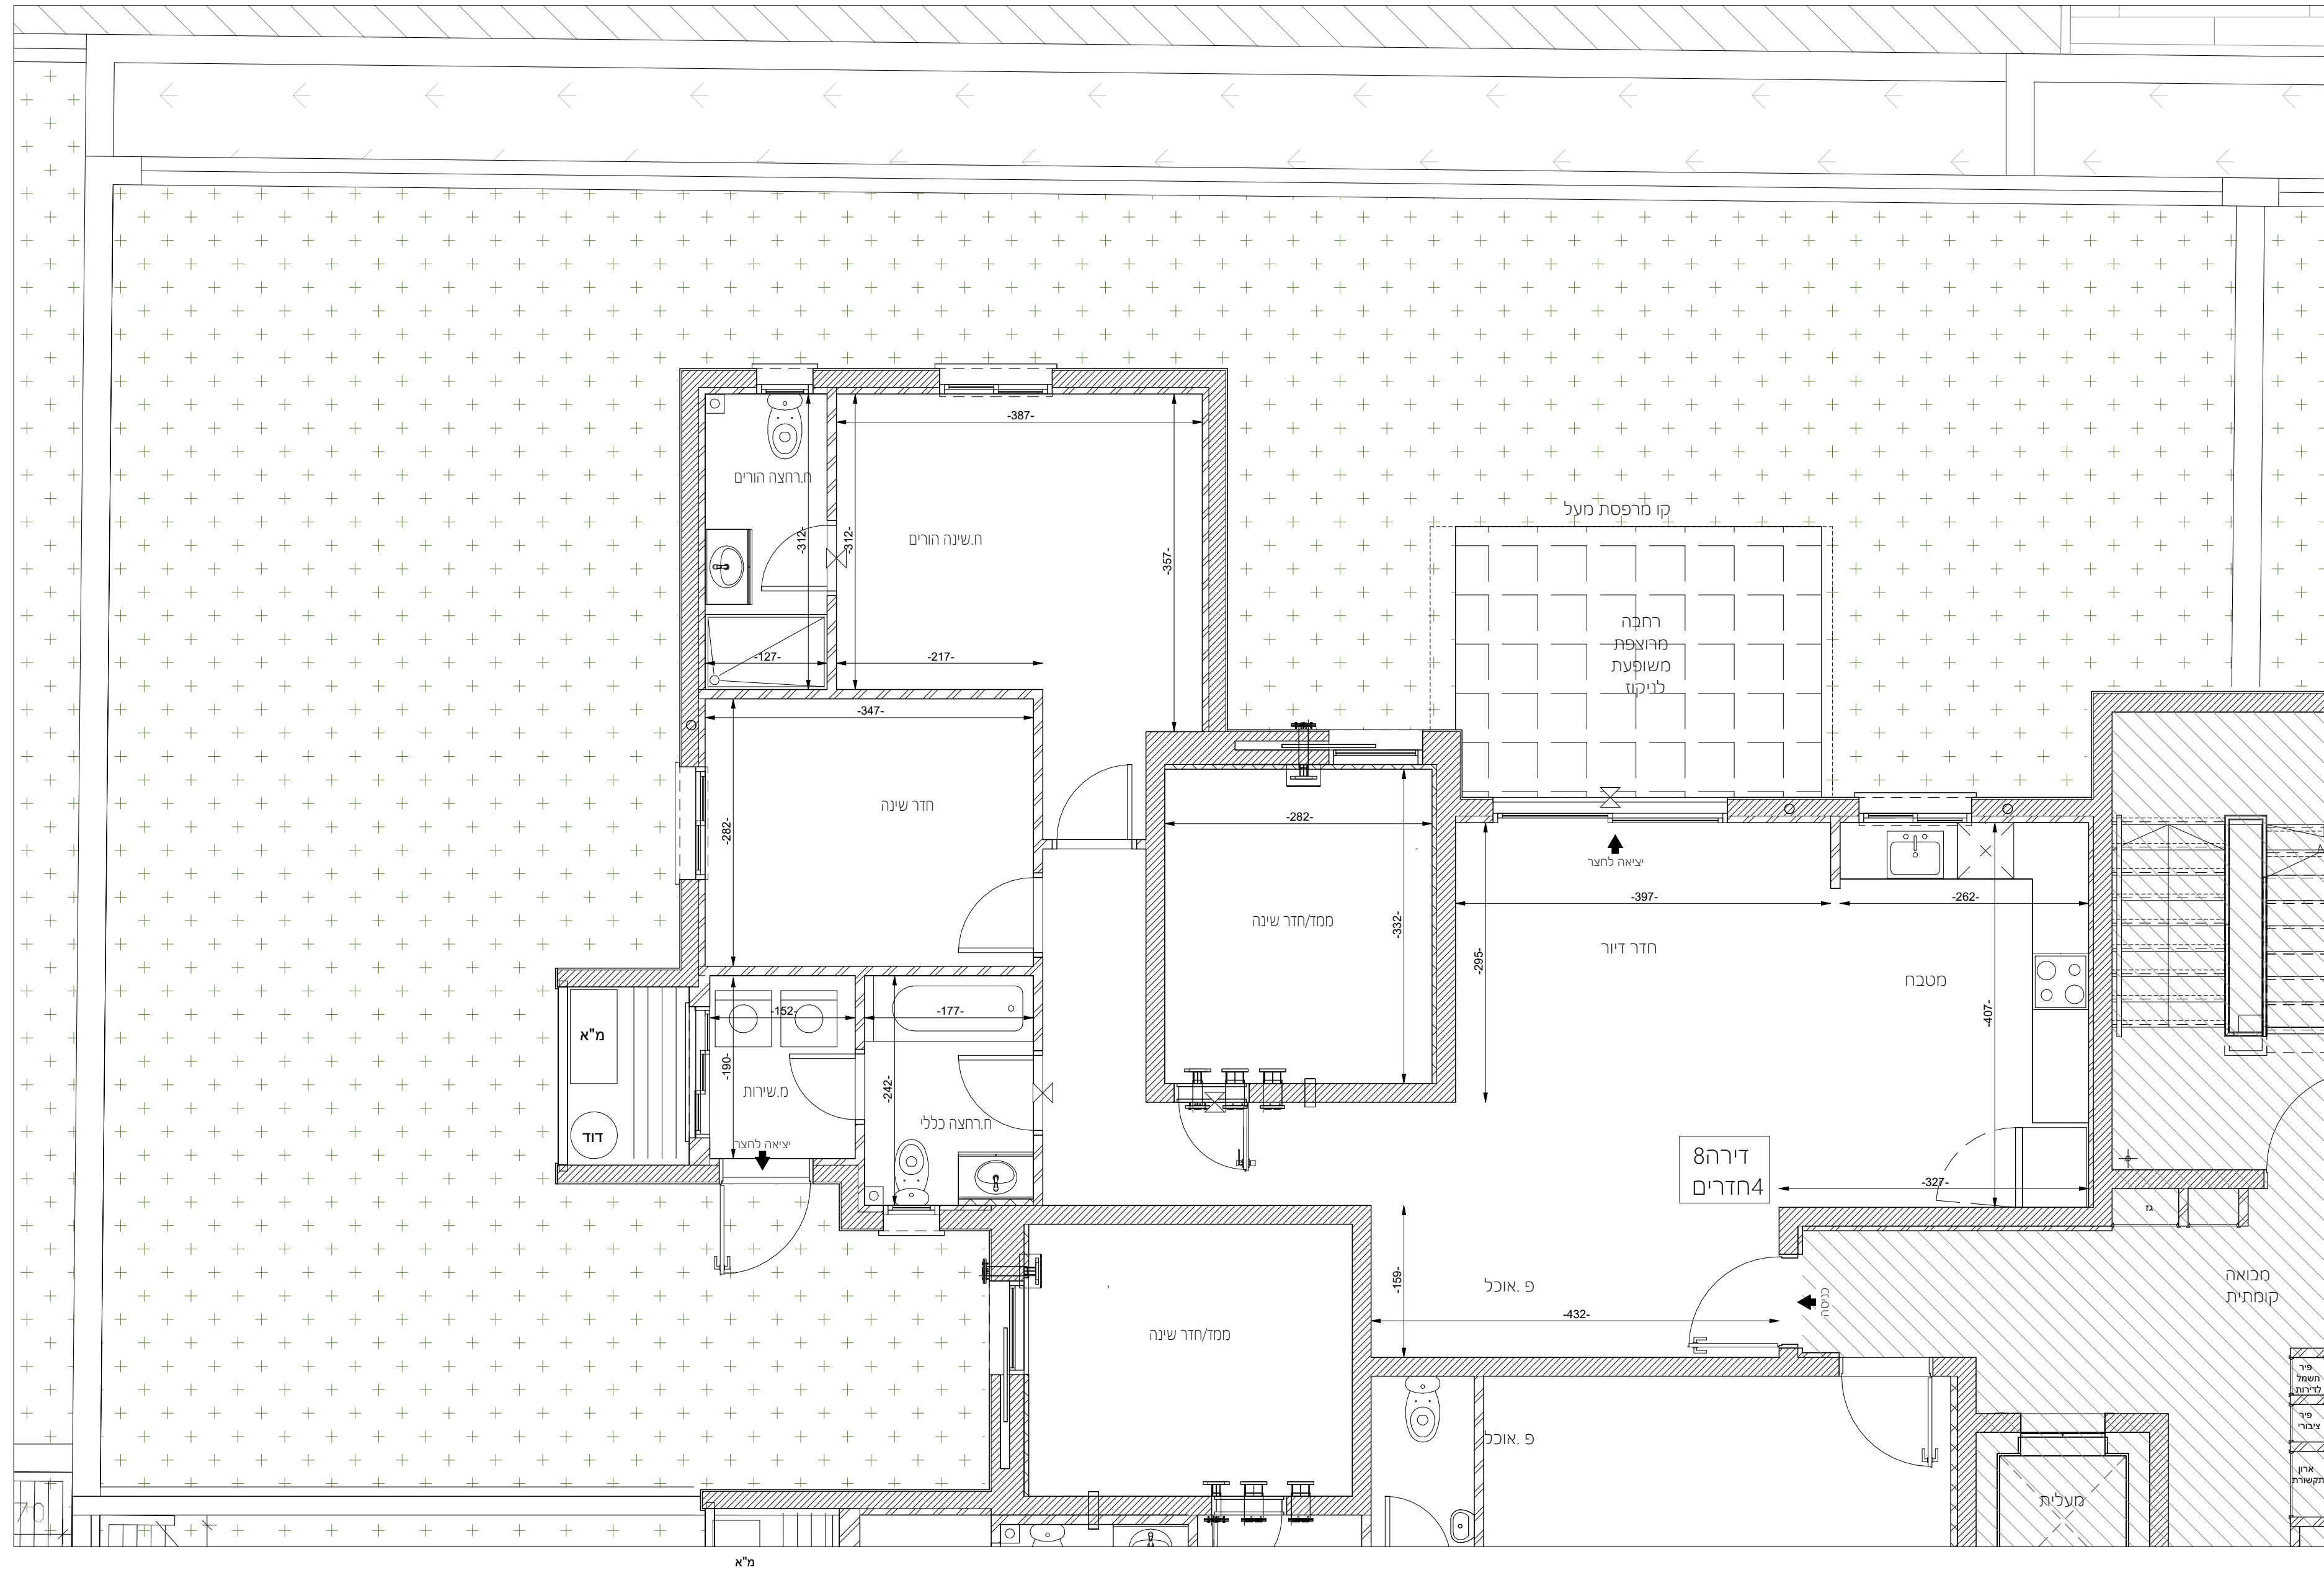 -387-
ח.רחצה הורים
-312-
-312-
ח.שינה הורים
-357-
קו מרפסת מעל
רחבה
מרוצפת
משופעת
לניקוז
-127-
-217-
-347-
חדר שינה
-282-
-282-
ממד/חדר שינה
-332-
יציאה לחצר
-397-
-262-
חדר דיור
-295-
מטבח
-407-
מ"א
דוד
-152-
-177-
-190-
מ.שירות
-242-
ח.רחצה כללי
יציאה לחצר
דירה8
4חדרים
-327-
גז
מבואה
קומתית
-159-
פ .אוכל
-432-
כניסה
ממד/חדר שינה
פ .אוכל
פיר
חשמל
לדירות
פיר
ציבורי
ארון
תקשורת
מעלית
מ"א